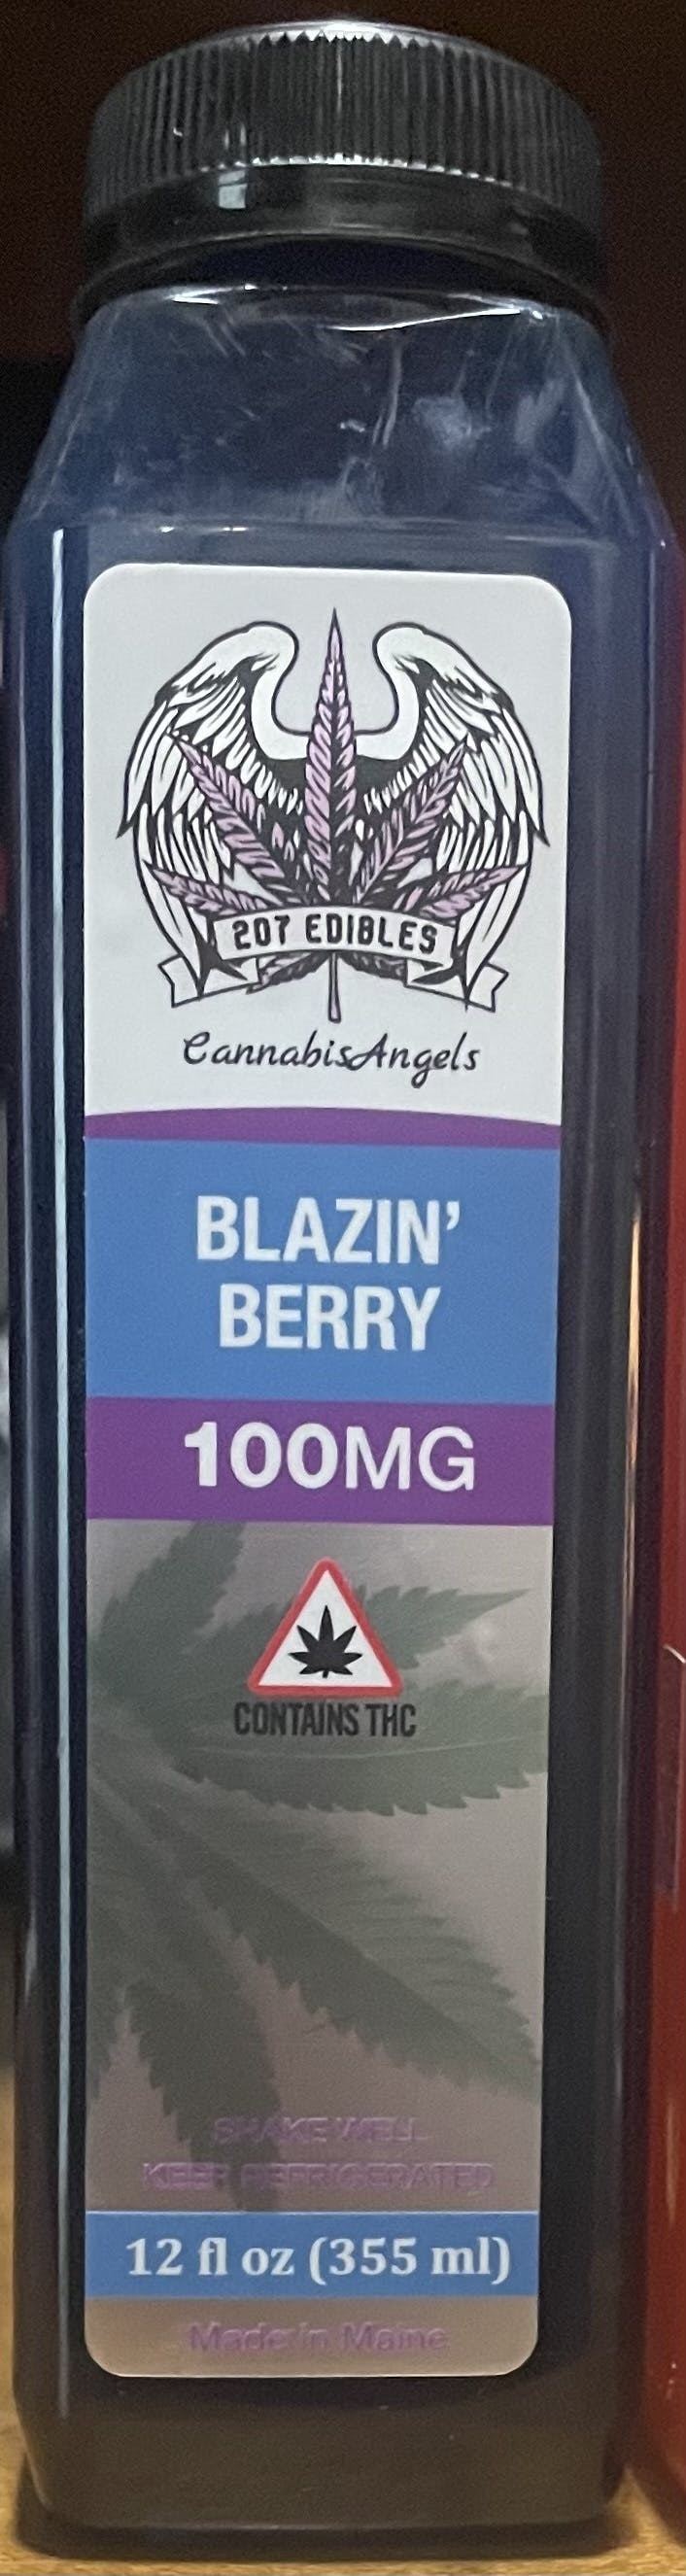 207 EDIBLES
CannabisAngels
BLAZIN'
BERRY
100MG
CONTAINS THC
SHAKE WELL
KEEP REFRIGERATED
12 fl oz (355 ml)
Made in Maine